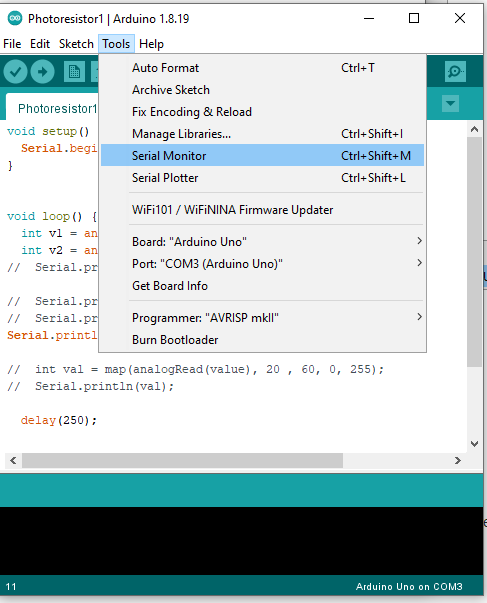 Photoresistor1 | Arduino 1.8.19
File Edit Sketch Tools Help
Auto Format Ctrl+T
Archive Sketch
Fix Encoding & Reload
Manage Libraries... Ctrl+Shift+I
Serial Monitor Ctrl+Shift+M
Serial Plotter Ctrl+Shift+L
WiFi101 / WiFiNINA Firmware Updater
Board: "Arduino Uno"
Port: "COM3 (Arduino Uno)"
Get Board Info
Programmer: "AVRISP mkII"
Burn Bootloader
Photoresistor1
void setup()
Serial.beg
}
void loop() {
int v1 = an
int v2 = an
// Serial.pr
// Serial.pr
// Serial.pr
Serial.printl
// int val = map(analogRead(value), 20 , 60, 0, 255);
// Serial.println(val);
delay(250);
11 Arduino Uno on COM3